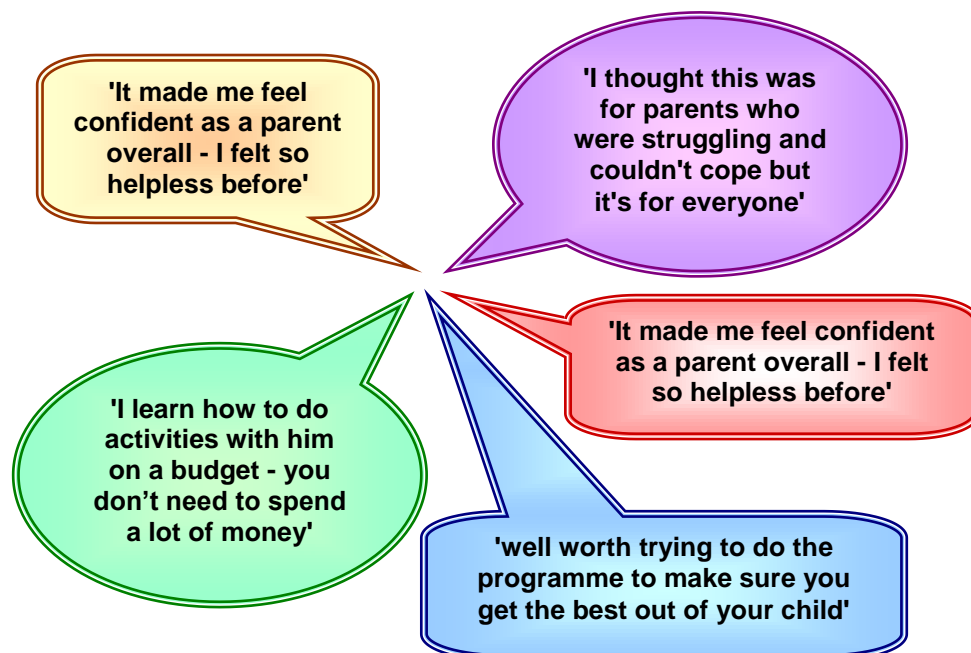 'It made me feel
confident as a parent
overall - I felt so
helpless before'
'I thought this was
for parents who
were struggling and
couldn't cope but
it's for everyone'
'It made me feel confident
as a parent overall - I felt
so helpless before'
'I learn how to do
activities with him
on a budget - you
don’t need to spend
a lot of money'
'well worth trying to do the
programme to make sure you
get the best out of your child'